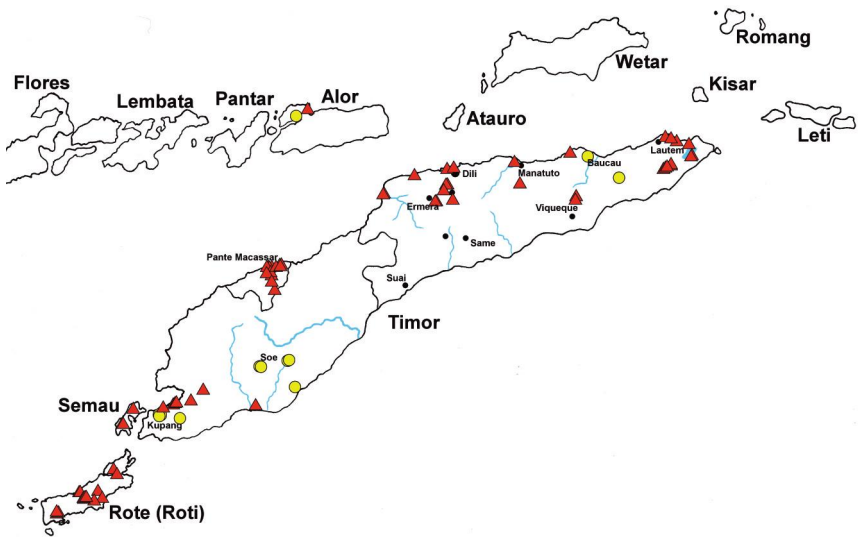 Romang
Wetar
Flores
Kisar
Lembata
Pantar
Alor
Atauro
Leti
Lautem
Baucau
Dili
Manatuto
Ermera
Viqueque
Same
Pante Macassar
Suai
Timor
Soe
Semau
Kupang
Rote (Roti)